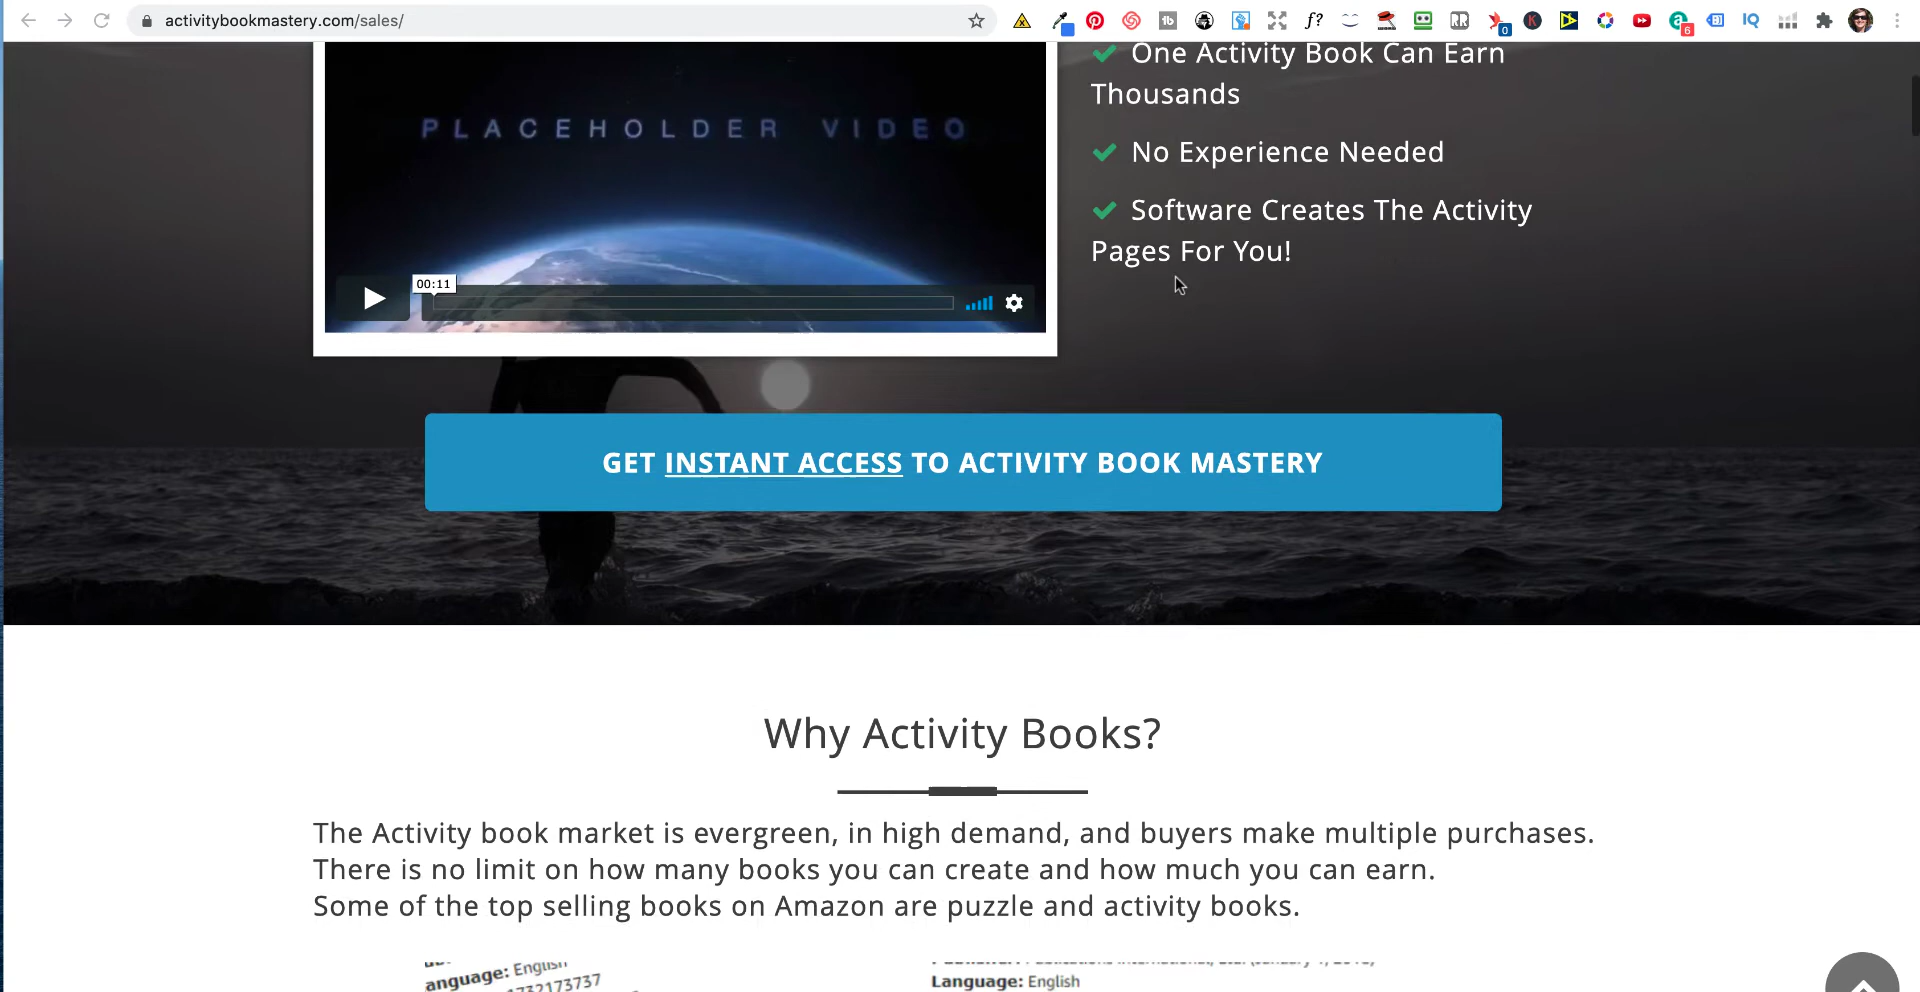 activitybookmastery.com/sales/
One Activity Book Can Earn
Thousands
PLACEHOLDER VIDEO
No Experience Needed
Software Creates The Activity
Pages For You!
00:11
GET INSTANT ACCESS TO ACTIVITY BOOK MASTERY
Why Activity Books?
The Activity book market is evergreen, in high demand, and buyers make multiple purchases.
There is no limit on how many books you can create and how much you can earn.
Some of the top selling books on Amazon are puzzle and activity books.
anguage: English
1732173737
Language: English